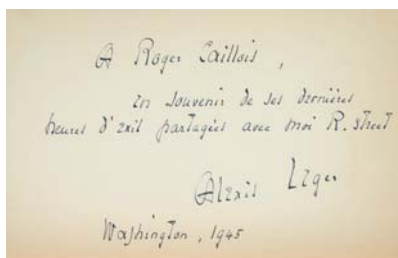 A Roger Caillois,
en souvenir de ses dernières
heures d'exil partagées avec moi R. street
Alexis Leger
Washington, 1945